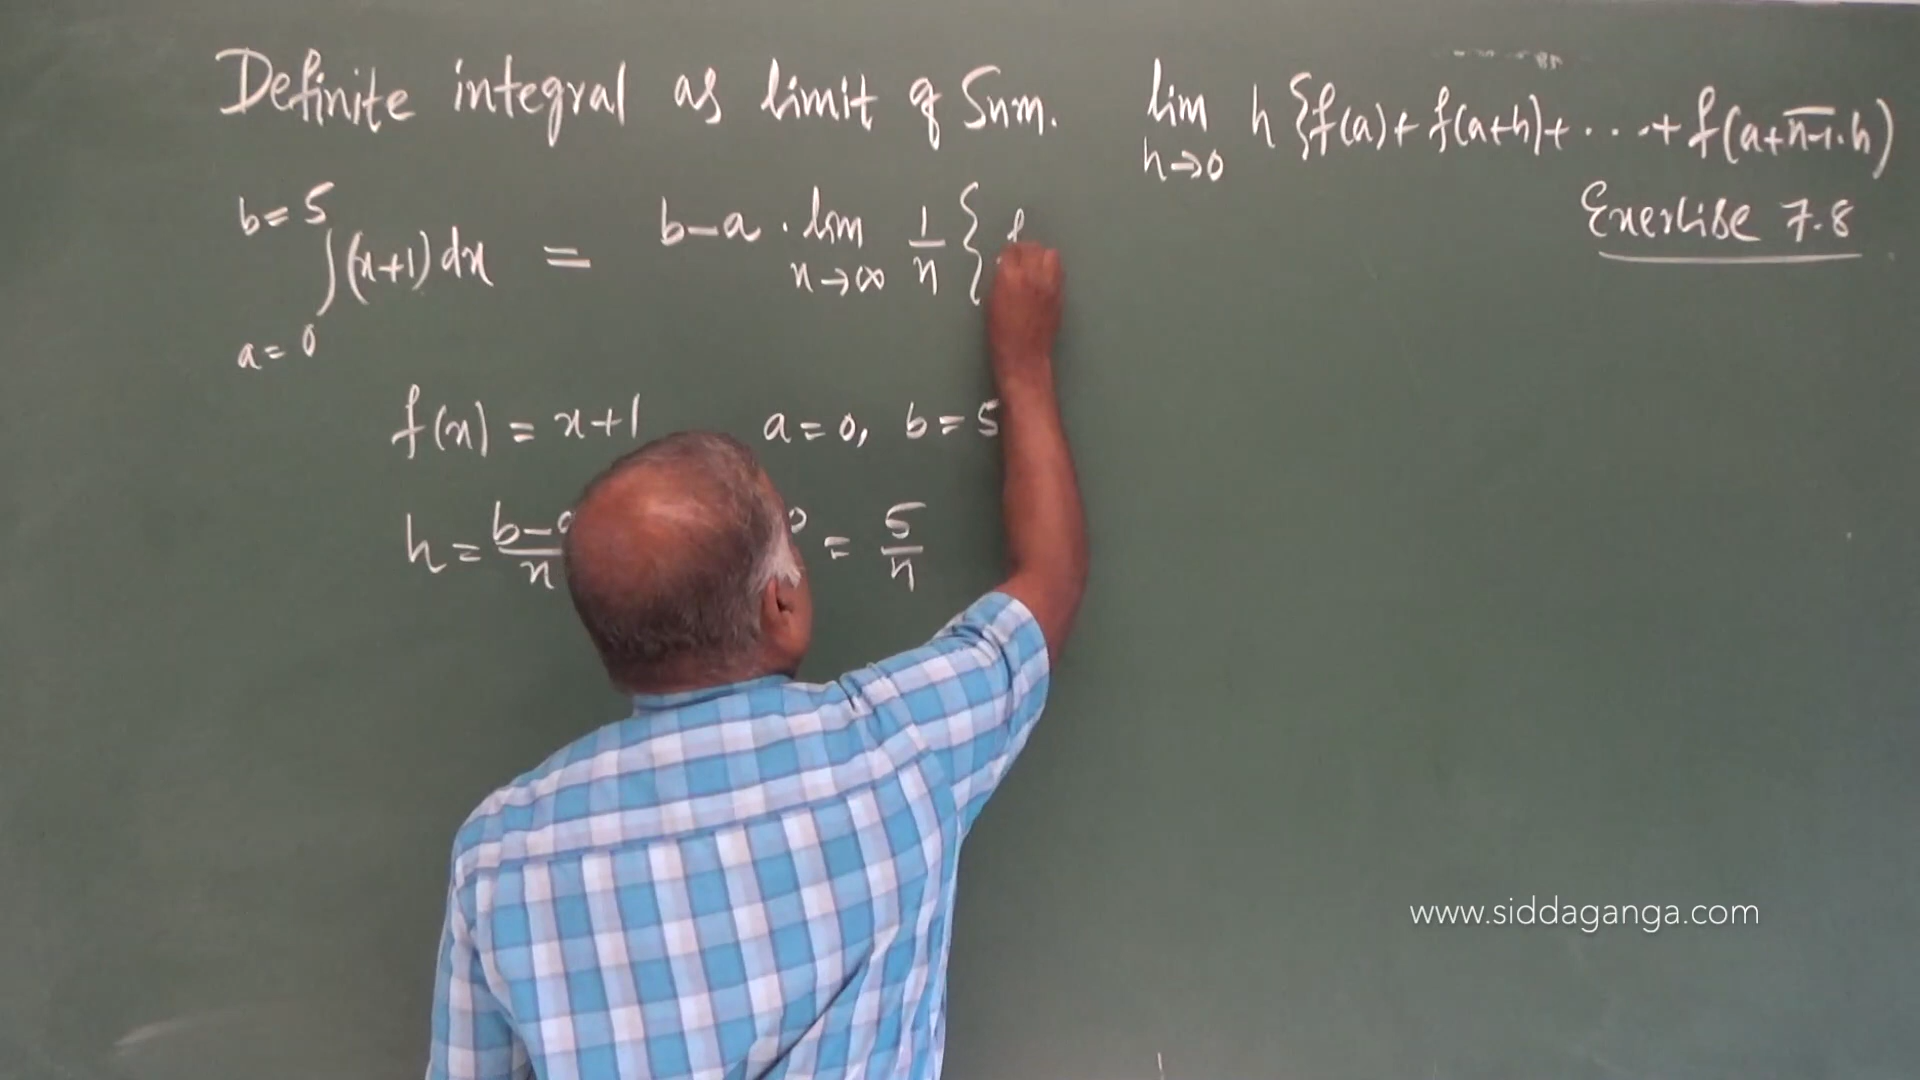 Definite integral as limit of Sum. lim h→0 h {f(a)+ f(a+h)+ ....+ f(a+n-1.h)
Exercise 7.8
b=5 ∫(x+1)dx a=0 = b-a . lim n→∞ 1/n { f
f(x) = x+1 a=0, b=5
h = b- /n = 5/n
www.siddaganga.com